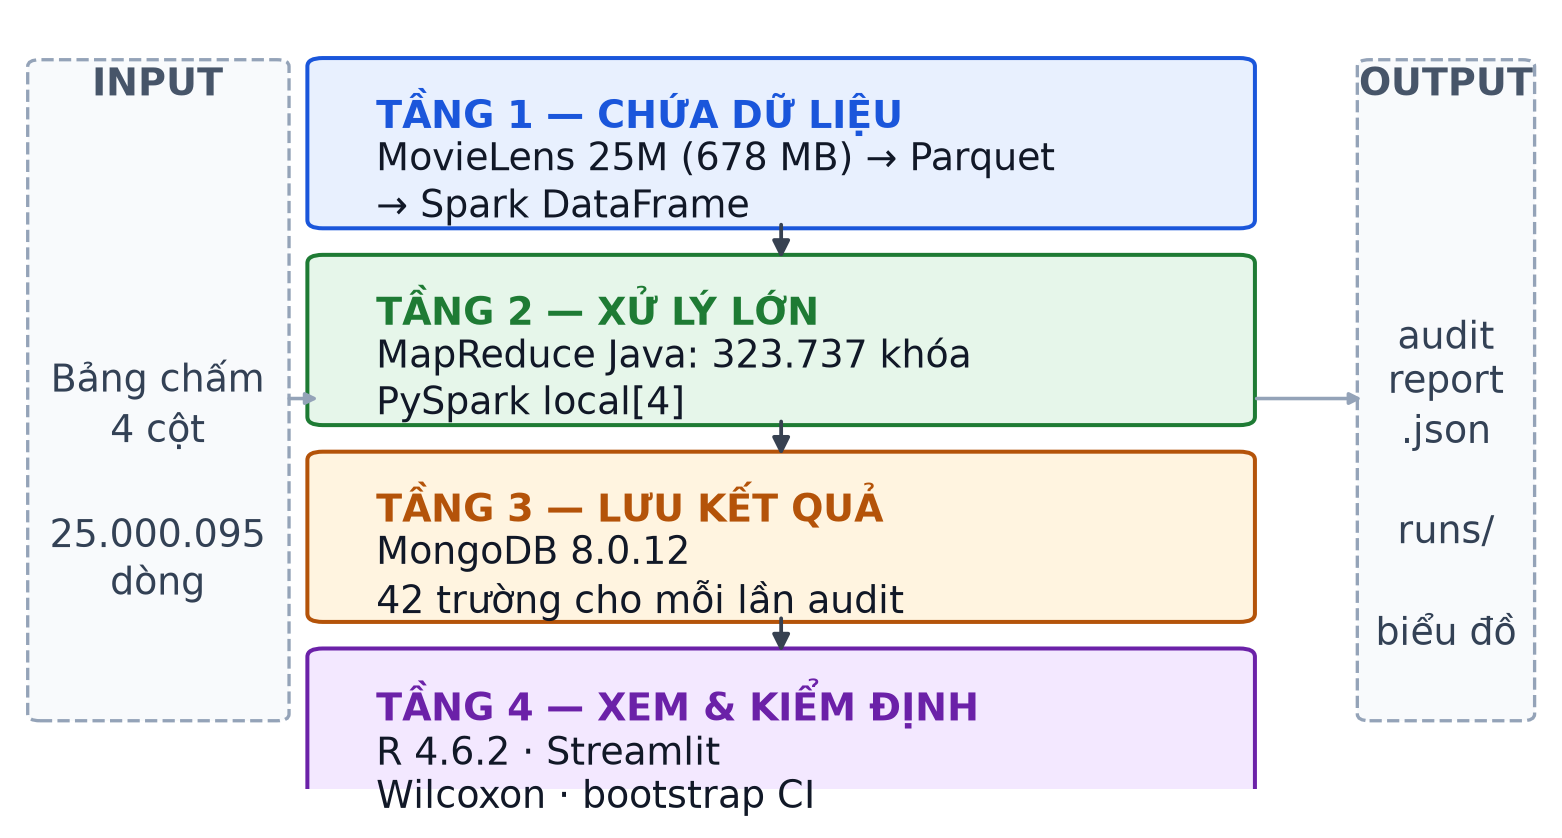 INPUT
Bảng chấm
4 cột
25.000.095
dòng
TẦNG 1 — CHỨA DỮ LIỆU
MovieLens 25M (678 MB) → Parquet
→ Spark DataFrame
TẦNG 2 — XỬ LÝ LỚN
MapReduce Java: 323.737 khóa
PySpark local[4]
TẦNG 3 — LƯU KẾT QUẢ
MongoDB 8.0.12
42 trường cho mỗi lần audit
TẦNG 4 — XEM & KIỂM ĐỊNH
R 4.6.2 · Streamlit
Wilcoxon · bootstrap CI
OUTPUT
audit
report
.json
runs/
biểu đồ